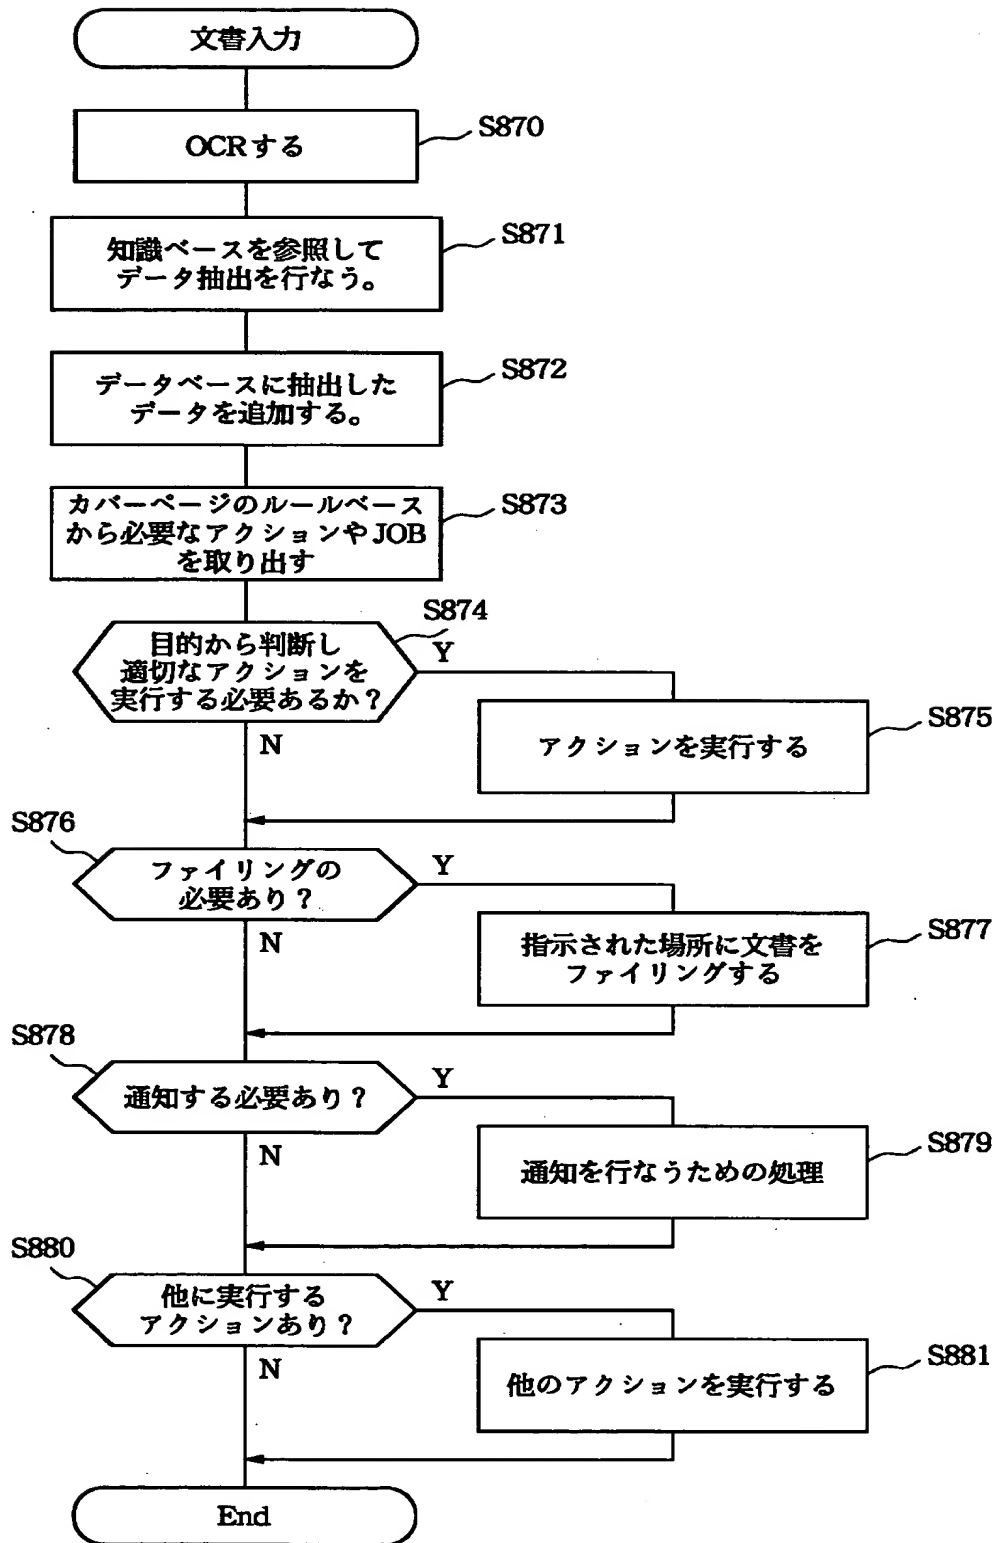 文書入力
OCRする
S870
知識ベースを参照して
データ抽出を行なう。
S871
データベースに抽出した
データを追加する。
S872
カバーページのルールベース
から必要なアクションやJOB
を取り出す
S873
S874
目的から判断し
適切なアクションを
実行する必要あるか?
Y
N
アクションを実行する
S875
S876
ファイリングの
必要あり?
Y
N
指示された場所に文書を
ファイリングする
S877
S878
通知する必要あり?
Y
N
通知を行なうための処理
S879
S880
他に実行する
アクションあり?
Y
N
他のアクションを実行する
S881
End